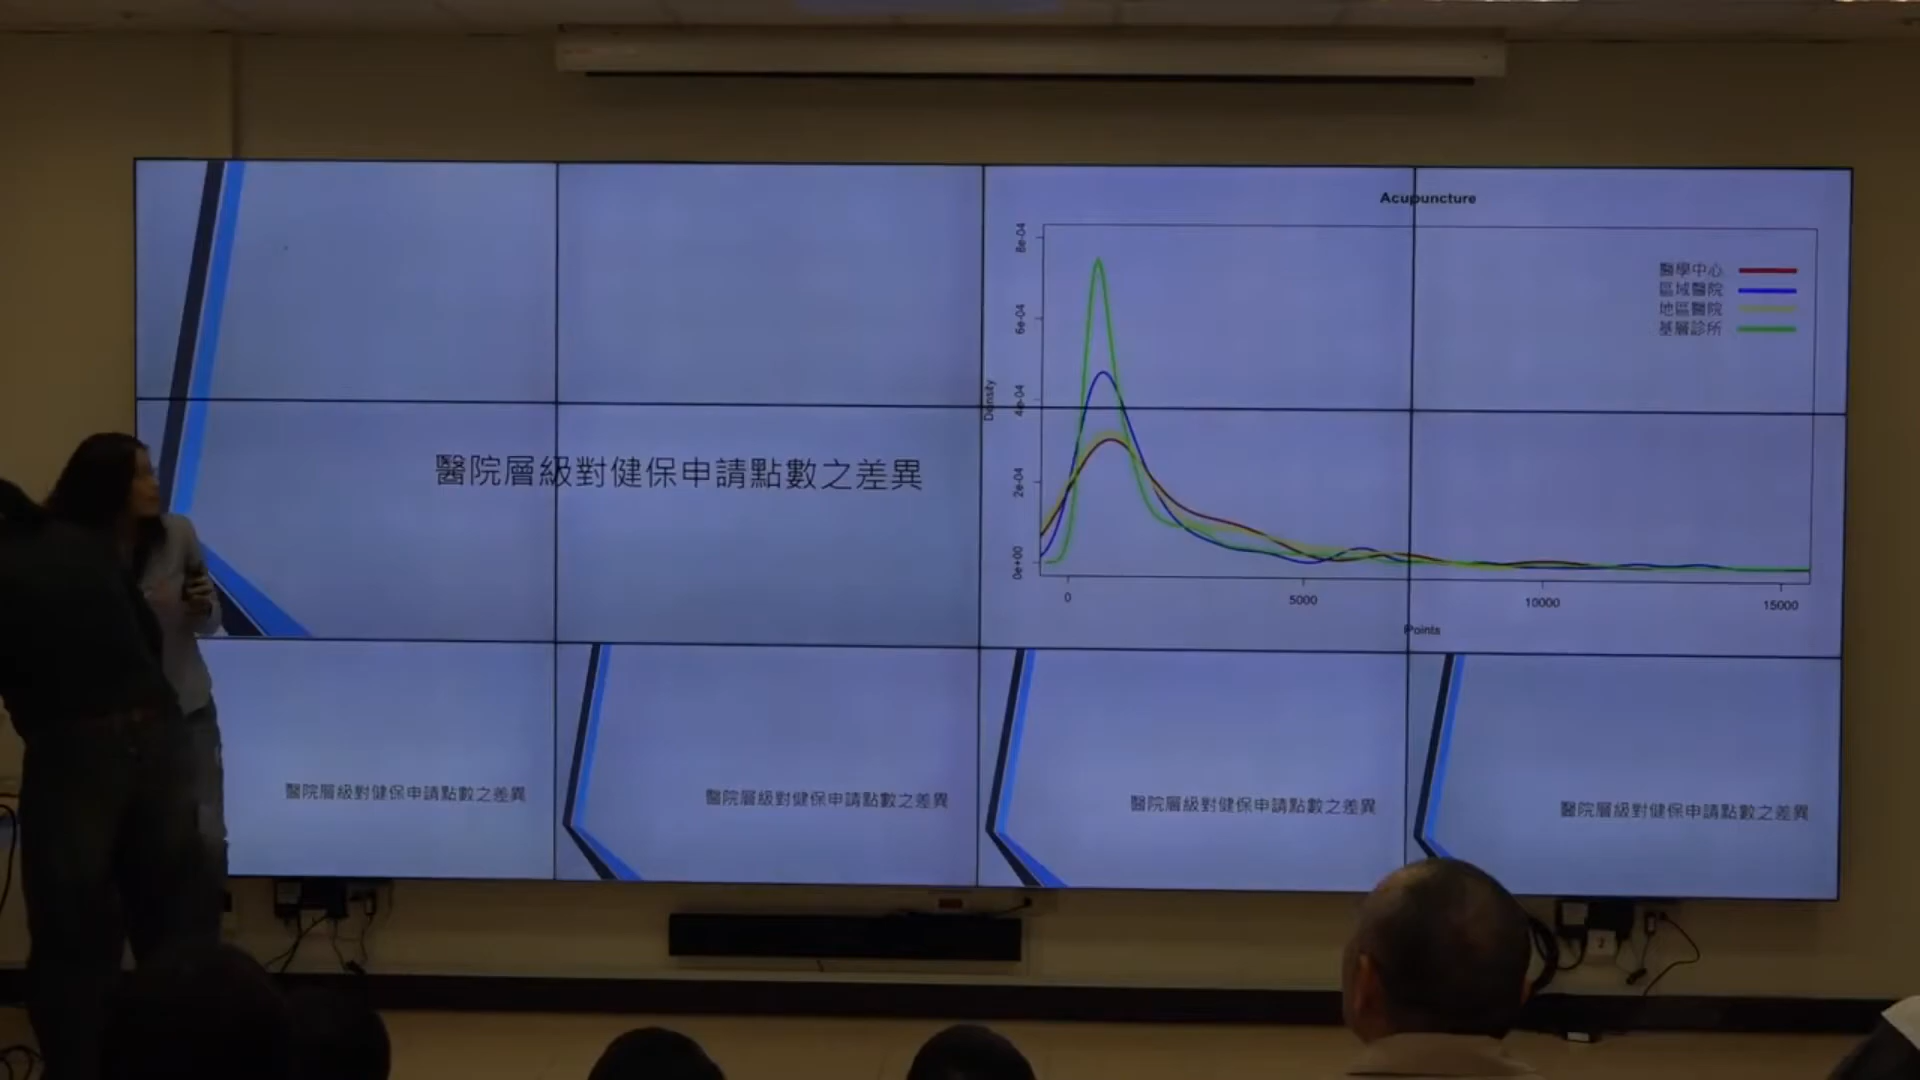 醫院層級對健保申請點數之差異
Acupuncture
8e-04
6e-04
4e-04
2e-04
0e+00
Density
醫學中心
區域醫院
地區醫院
基層診所
0
5000
10000
15000
Points
醫院層級對健保申請點數之差異
醫院層級對健保申請點數之差異
醫院層級對健保申請點數之差異
醫院層級對健保申請點數之差異
2